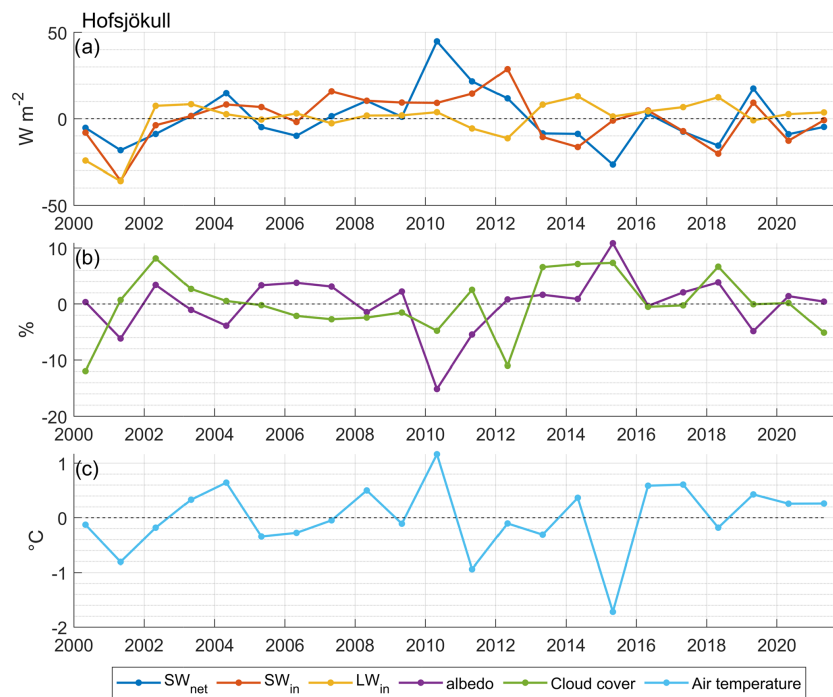 Hofsjökull
(a)
50
0
-50
W m⁻²
2000 2002 2004 2006 2008 2010 2012 2014 2016 2018 2020
(b)
10
0
-10
-20
%
2000 2002 2004 2006 2008 2010 2012 2014 2016 2018 2020
(c)
1
0
-1
-2
°C
2000 2002 2004 2006 2008 2010 2012 2014 2016 2018 2020
SWnet SWin LWin albedo Cloud cover Air temperature